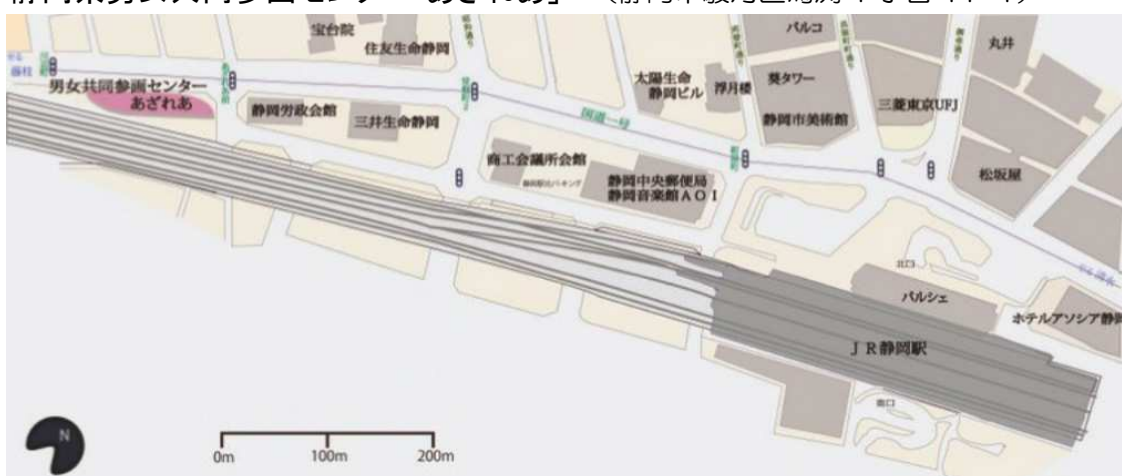 宝台院
住友生命静岡
パルコ
丸井
男女共同参画センター
あざれあ
太陽生命
静岡ビル
浮月楼
葵タワー
三菱東京UFJ
静岡労政会館
三井生命静岡
国道一号
静岡市美術館
商工会議所会館
静岡中央郵便局
静岡音楽館AOI
松坂屋
北口
パルシェ
ホテルアソシア静岡
JR静岡駅
南口
N
0m
100m
200m